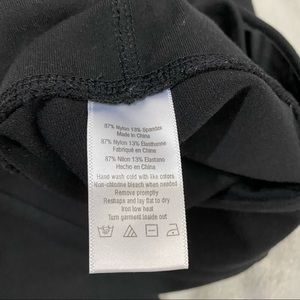 87% Nylon 13% Spandex
Made in China
87% Nylon 13% Élasthanne
Fabriqué en China
87% Nilon 13% Elastano
Hecho en China
Hand wash cold with like colors
Non-chlorine bleach when needed
Remove promptly
Reshape and lay flat to dry
Iron low heat
Turn garment inside out